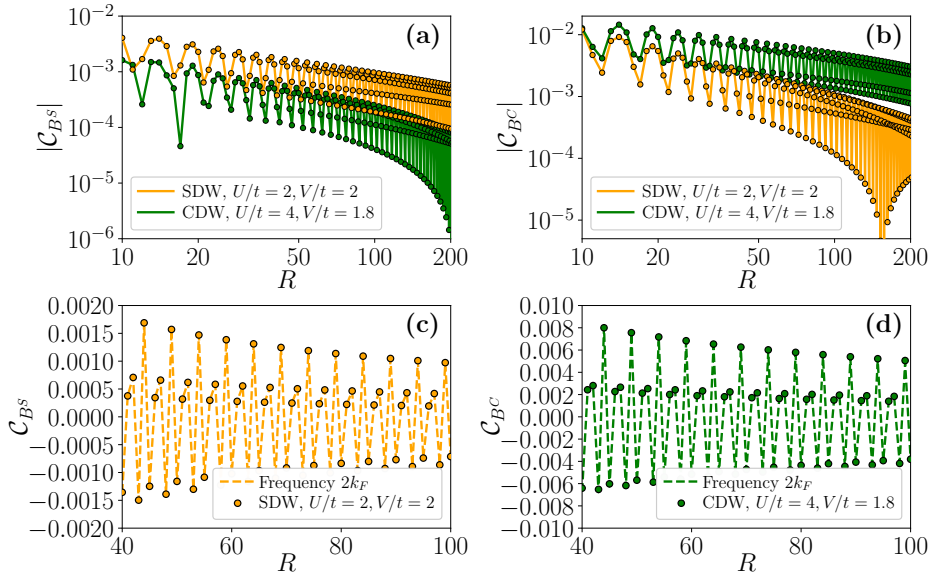 (a)
|𝒞_{B^S}|
10^{−2}
10^{−3}
10^{−4}
10^{−5}
10^{−6}
SDW, U/t = 2, V/t = 2
CDW, U/t = 4, V/t = 1.8
10 20 50 100 200
R
(b)
|𝒞_{B^C}|
10^{−2}
10^{−3}
10^{−4}
10^{−5}
SDW, U/t = 2, V/t = 2
CDW, U/t = 4, V/t = 1.8
10 20 50 100 200
R
(c)
𝒞_{B^S}
0.0020
0.0015
0.0010
0.0005
0.0000
−0.0005
−0.0010
−0.0015
−0.0020
Frequency 2k_F
SDW, U/t = 2, V/t = 2
40 60 80 100
R
(d)
𝒞_{B^C}
0.010
0.008
0.006
0.004
0.002
0.000
−0.002
−0.004
−0.006
−0.008
−0.010
Frequency 2k_F
CDW, U/t = 4, V/t = 1.8
40 60 80 100
R